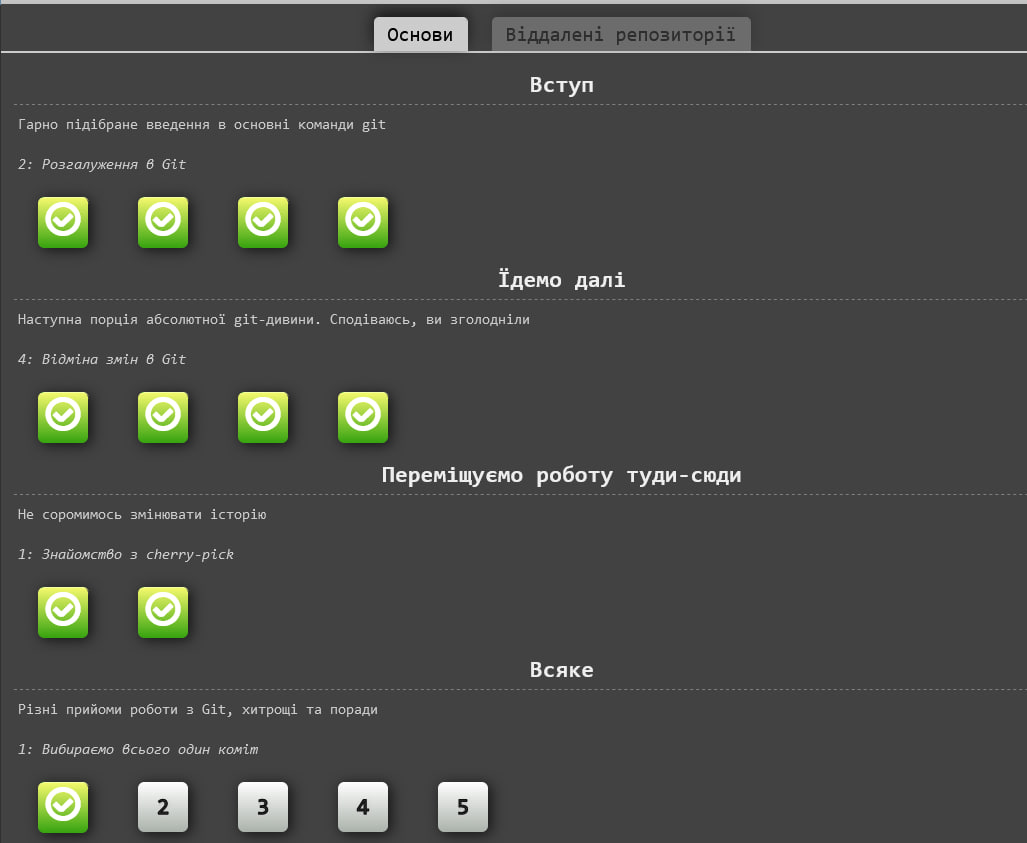 Основи Віддалені репозиторії
Вступ
Гарно підібране введення в основні команди git
2: Розгалуження в Git
Їдемо далі
Наступна порція абсолютної git-дивини. Сподіваюсь, ви зголодніли
4: Відміна змін в Git
Переміщуємо роботу туди-сюди
Не соромимось змінювати історію
1: Знайомство з cherry-pick
Всяке
Різні прийоми роботи з Git, хитрощі та поради
1: Вибираємо всього один коміт
2 3 4 5